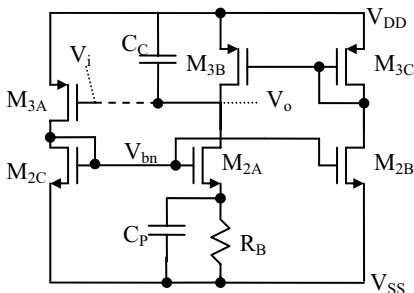 V_DD
C_C
V_i
M_3B
M_3C
M_3A
V_o
M_2C
V_bn
M_2A
M_2B
C_P
R_B
V_SS